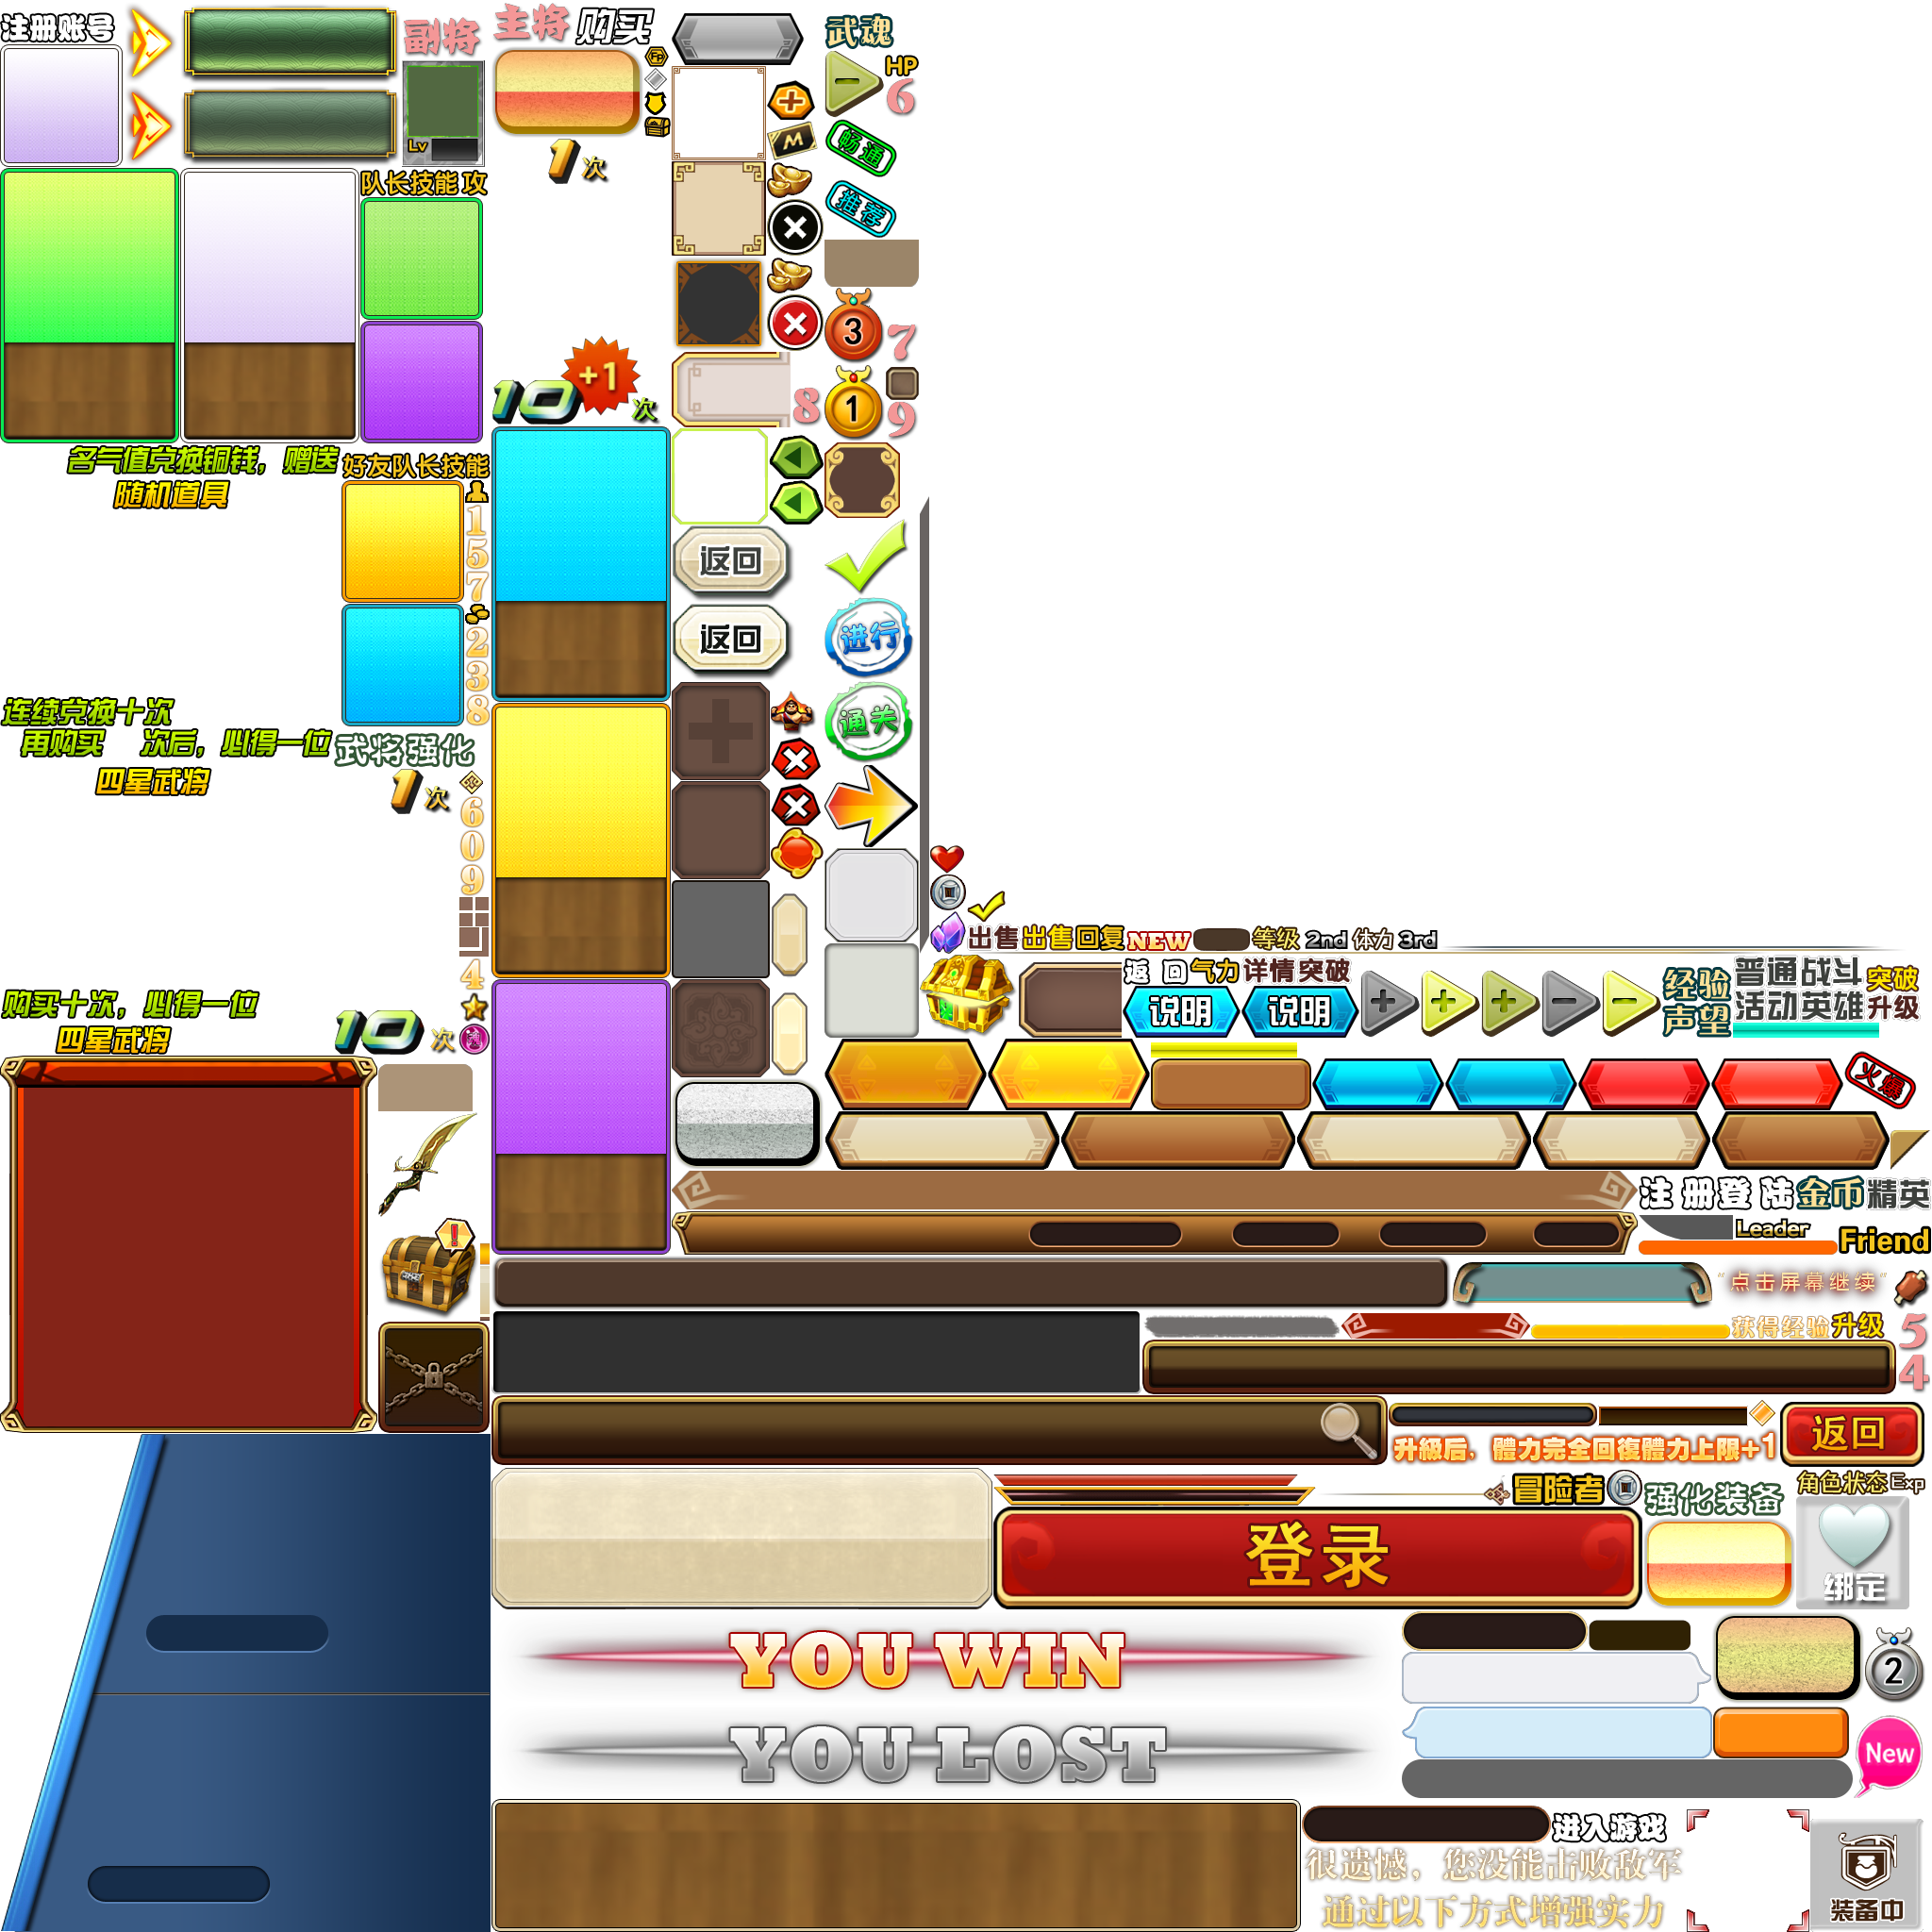 注册账号
副将
主将
购买
武魂
HP
6
Lv
M
畅通
1次
推荐
队长技能
攻
3
7
10+1次
8
1
9
名气值兑换铜钱，赠送
随机道具
好友队长技能
1
5
7
2
3
8
返回
返回
进行
通关
连续兑换十次
再购买 次后，必得一位
四星武将
武将强化
1次
6
0
9
4
购买十次，必得一位
四星武将
10次
出售
出售
回复
NEW
等级
2nd
体力
3rd
返 回
气力
详情
突破
说明
说明
经验
声望
普通战斗
活动英雄
突破
升级
火爆
注 册
登 陆
金币
精英
Leader
Friend
"点击屏幕继续"
获得经验
升级
5
4
升級后，體力完全回復體力上限+1
返回
冒险者
强化装备
角色状态
Exp
登录
绑定
YOU WIN
2
YOU LOST
New
进入游戏
很遗憾，您没能击败敌军
通过以下方式增强实力
装备中